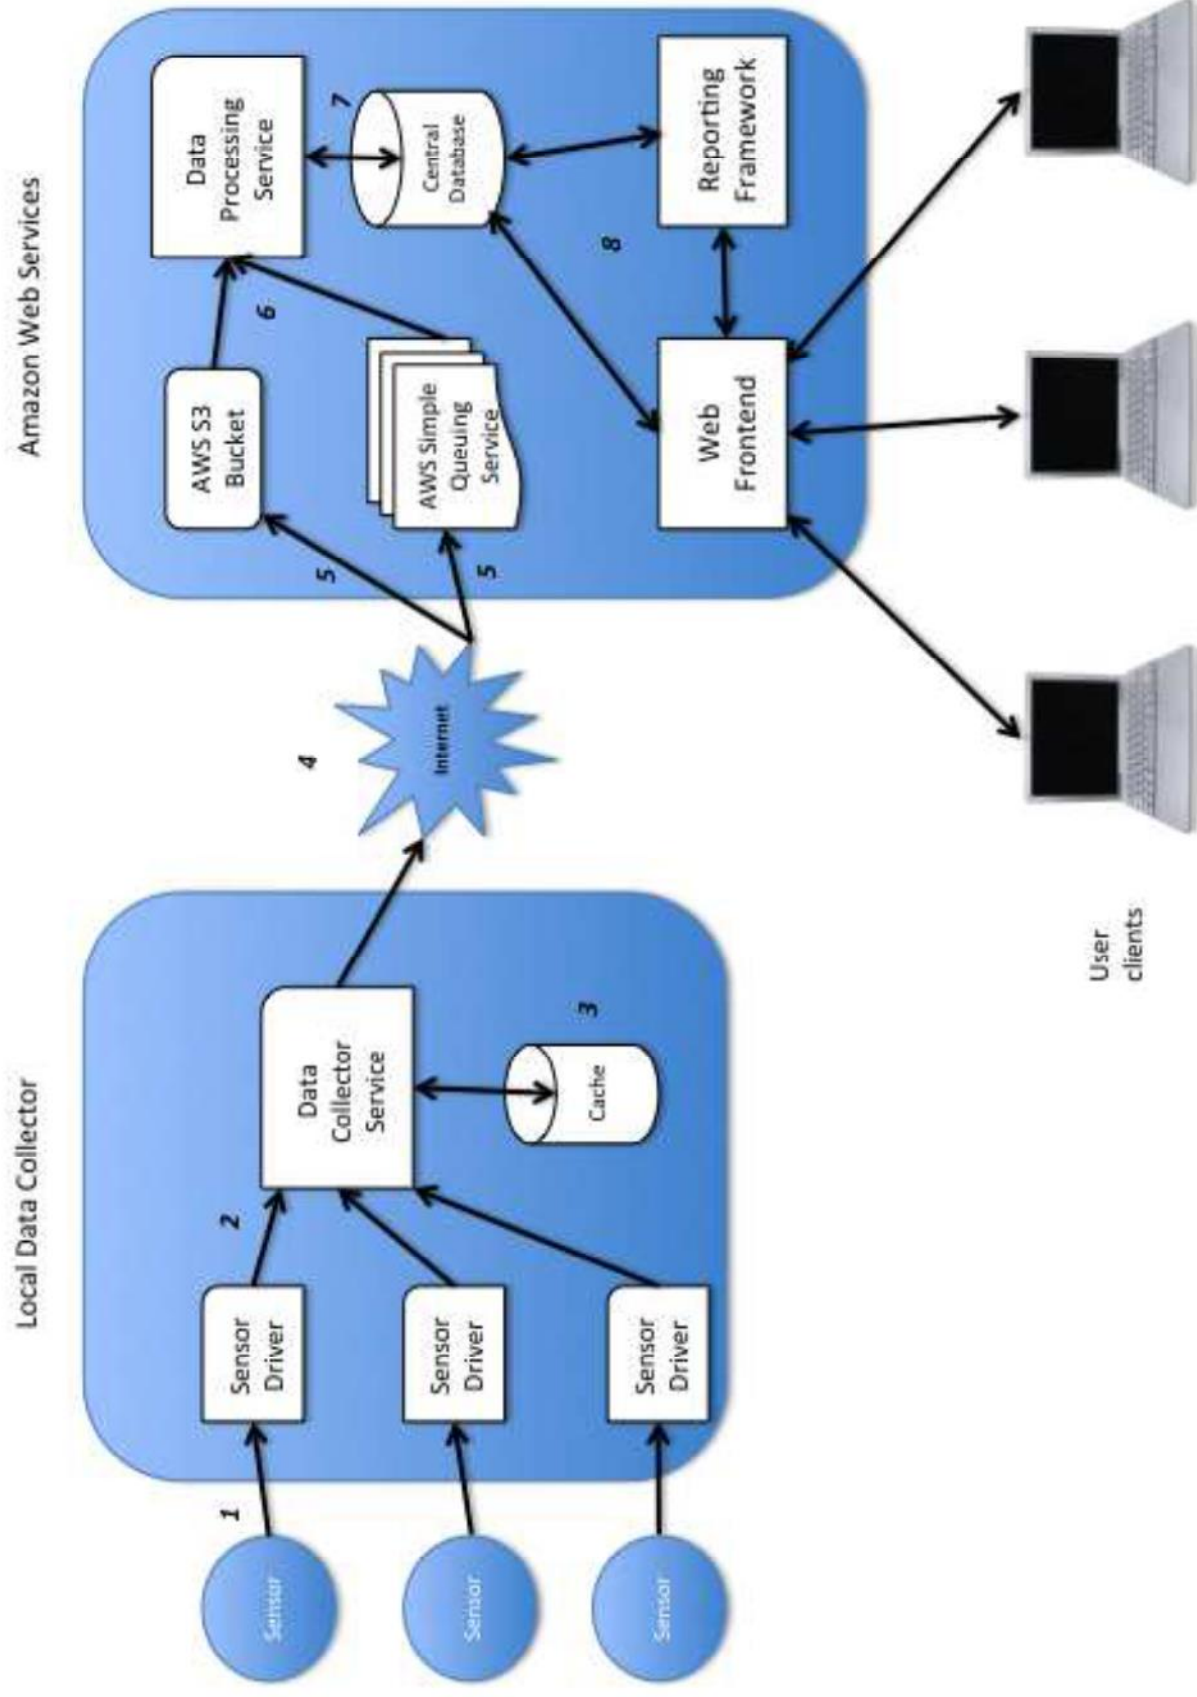 Local Data Collector
Amazon Web Services
1
Sensor
Sensor
Sensor
Sensor
Driver
Sensor
Driver
Sensor
Driver
2
Data
Collector
Service
3
Cache
4
Internet
5
5
AWS S3
Bucket
AWS Simple
Queuing
Service
6
Data
Processing
Service
7
Central
Database
8
Web
Frontend
Reporting
Framework
User
clients